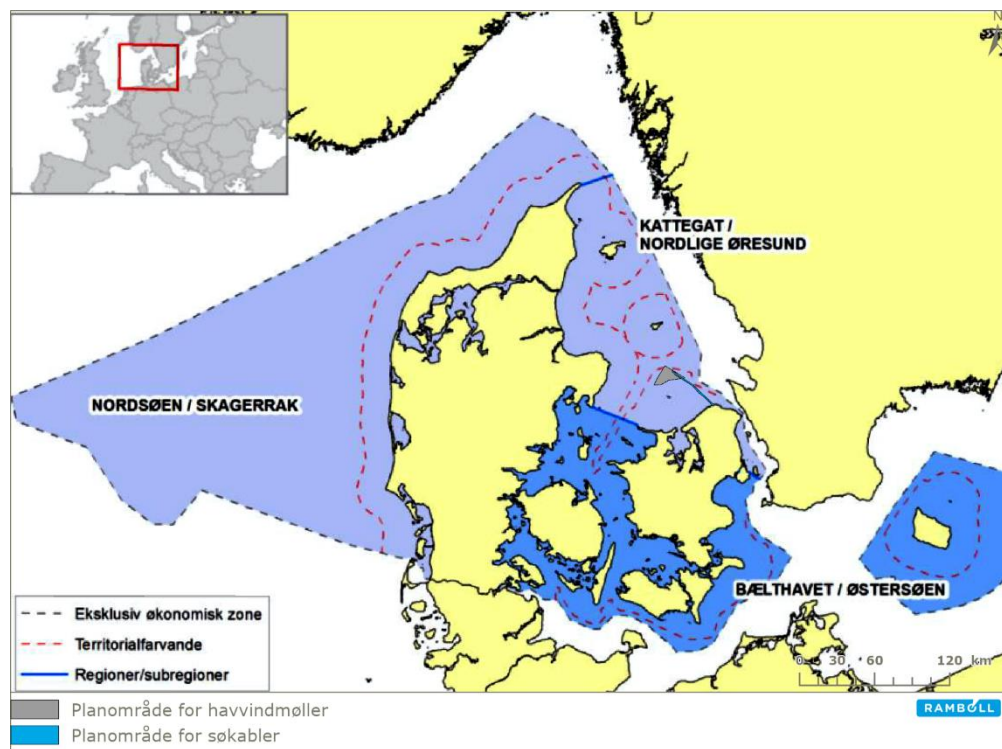 N
KATTEGAT /
NORDLIGE ØRESUND
NORDSØEN / SKAGERRAK
BÆLTHAVET / ØSTERSØEN
Eksklusiv økonomisk zone
Territorialfarvande
Regioner/subregioner
0 30 60 120 km
Planområde for havvindmøller
Planområde for søkabler
RAMBOLL